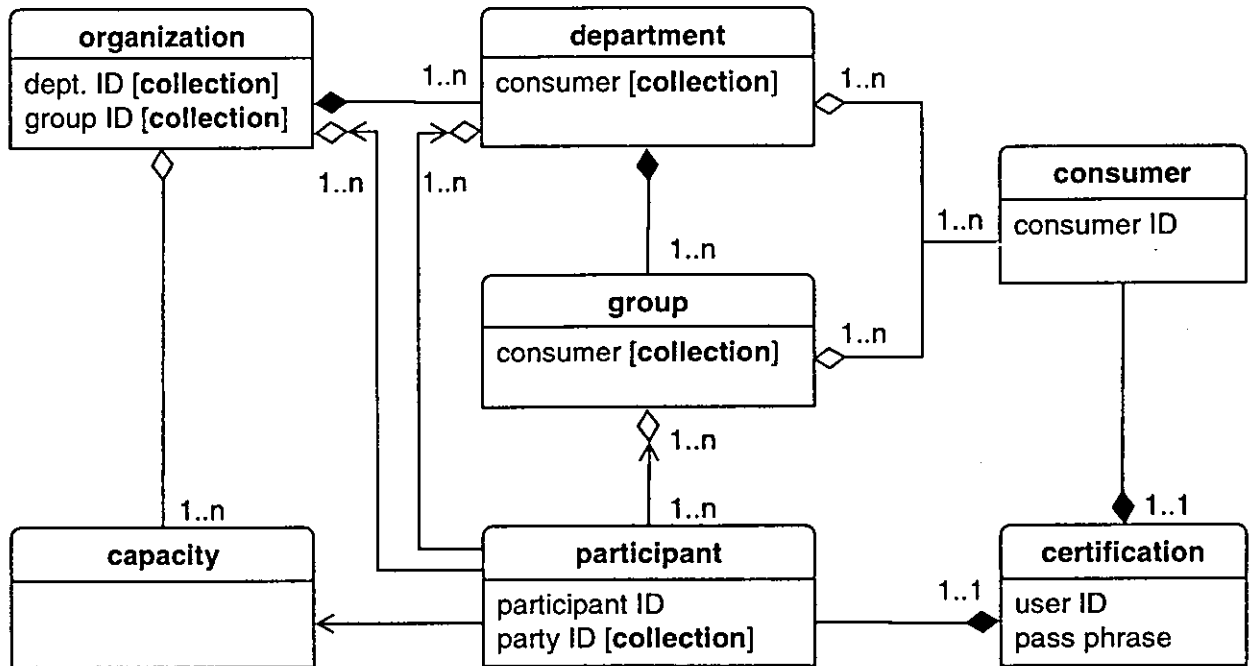 organization
dept. ID [collection]
group ID [collection]
1..n
department
consumer [collection]
1..n
1..n
1..n
consumer
consumer ID
1..n
1..n
group
consumer [collection]
1..n
1..n
1..n
1..n
capacity
participant
participant ID
party ID [collection]
1..1
1..1
certification
user ID
pass phrase